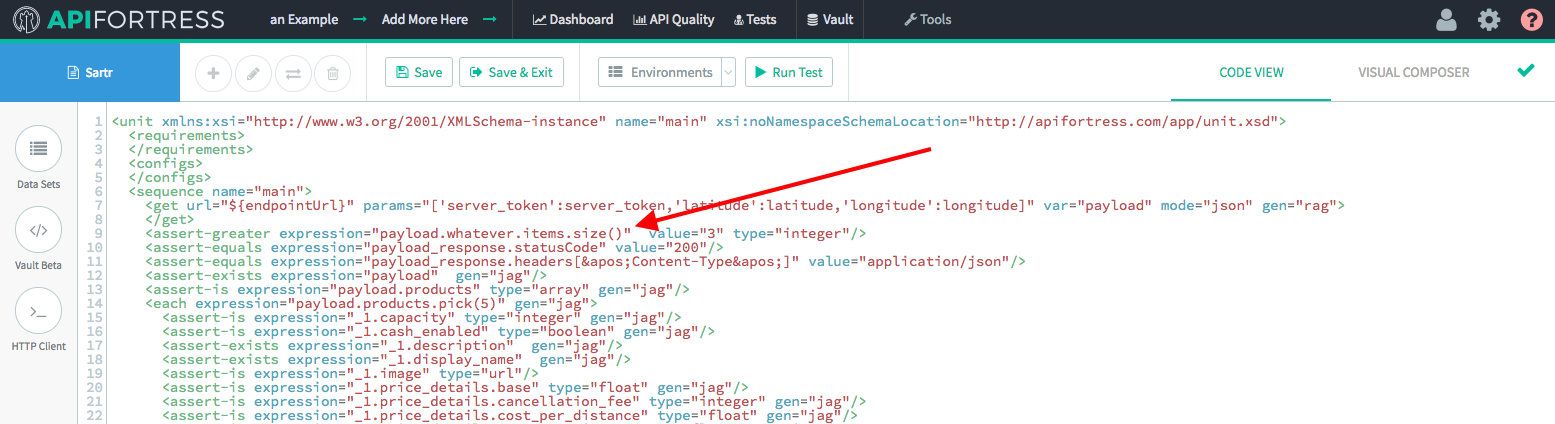 APIFORTRESS an Example → Add More Here → Dashboard API Quality Tests Vault Tools ?
Sartr Save Save & Exit Environments Run Test CODE VIEW VISUAL COMPOSER
Data Sets
Vault Beta
HTTP Client
1 <unit xmlns:xsi="http://www.w3.org/2001/XMLSchema-instance" name="main" xsi:noNamespaceSchemaLocation="http://apifortress.com/app/unit.xsd">
2 <requirements>
3 </requirements>
4 <configs>
5 </configs>
6 <sequence name="main">
7 <get url="${endpointUrl}" params="['server_token':server_token,'latitude':latitude,'longitude':longitude]" var="payload" mode="json" gen="rag">
8 </get>
9 <assert-greater expression="payload.whatever.items.size()" value="3" type="integer"/>
10 <assert-equals expression="payload_response.statusCode" value="200"/>
11 <assert-equals expression="payload_response.headers[&apos;Content-Type&apos;]" value="application/json"/>
12 <assert-exists expression="payload" gen="jag"/>
13 <assert-is expression="payload.products" type="array" gen="jag"/>
14 <each expression="payload.products.pick(5)" gen="jag">
15 <assert-is expression="_1.capacity" type="integer" gen="jag"/>
16 <assert-is expression="_1.cash_enabled" type="boolean" gen="jag"/>
17 <assert-exists expression="_1.description" gen="jag"/>
18 <assert-exists expression="_1.display_name" gen="jag"/>
19 <assert-is expression="_1.image" type="url"/>
20 <assert-is expression="_1.price_details.base" type="float" gen="jag"/>
21 <assert-is expression="_1.price_details.cancellation_fee" type="integer" gen="jag"/>
22 <assert-is expression="_1.price_details.cost_per_distance" type="float" gen="jag"/>